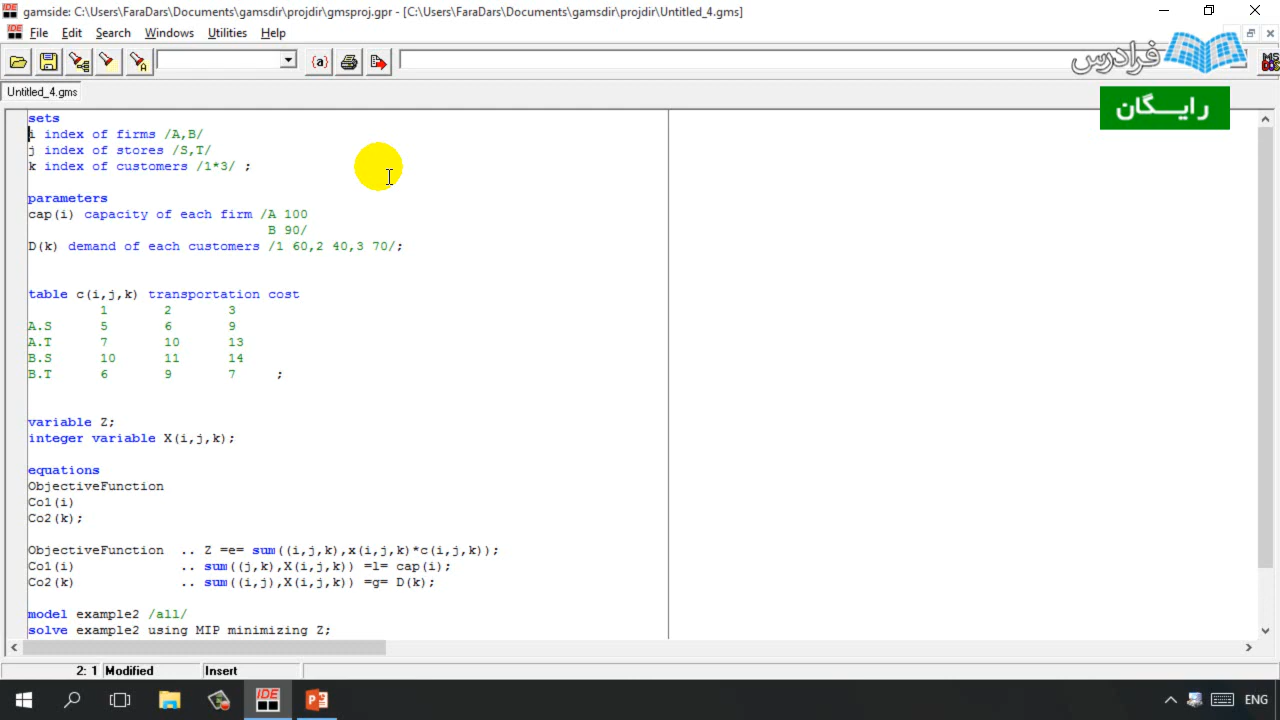 gamside: C:\Users\FaraDars\Documents\gamsdir\projdir\gmsproj.gpr - [C:\Users\FaraDars\Documents\gamsdir\projdir\Untitled_4.gms]
IDE File Edit Search Windows Utilities Help
{a}
فرادرس
MS
DOS
Untitled_4.gms
رایـگان
sets
i index of firms /A,B/
j index of stores /S,T/
k index of customers /1*3/ ;
parameters
cap(i) capacity of each firm /A 100
B 90/
D(k) demand of each customers /1 60,2 40,3 70/;
table c(i,j,k) transportation cost
1 2 3
A.S 5 6 9
A.T 7 10 13
B.S 10 11 14
B.T 6 9 7 ;
variable Z;
integer variable X(i,j,k);
equations
ObjectiveFunction
Co1(i)
Co2(k);
ObjectiveFunction .. Z =e= sum((i,j,k),x(i,j,k)*c(i,j,k));
Co1(i) .. sum((j,k),X(i,j,k)) =l= cap(i);
Co2(k) .. sum((i,j),X(i,j,k)) =g= D(k);
model example2 /all/
solve example2 using MIP minimizing Z;
2: 1 Modified Insert
IDE
ENG